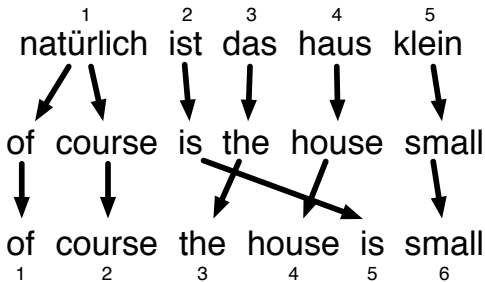 1 2 3 4 5
natürlich ist das haus klein
of course is the house small
of course the house is small
1 2 3 4 5 6